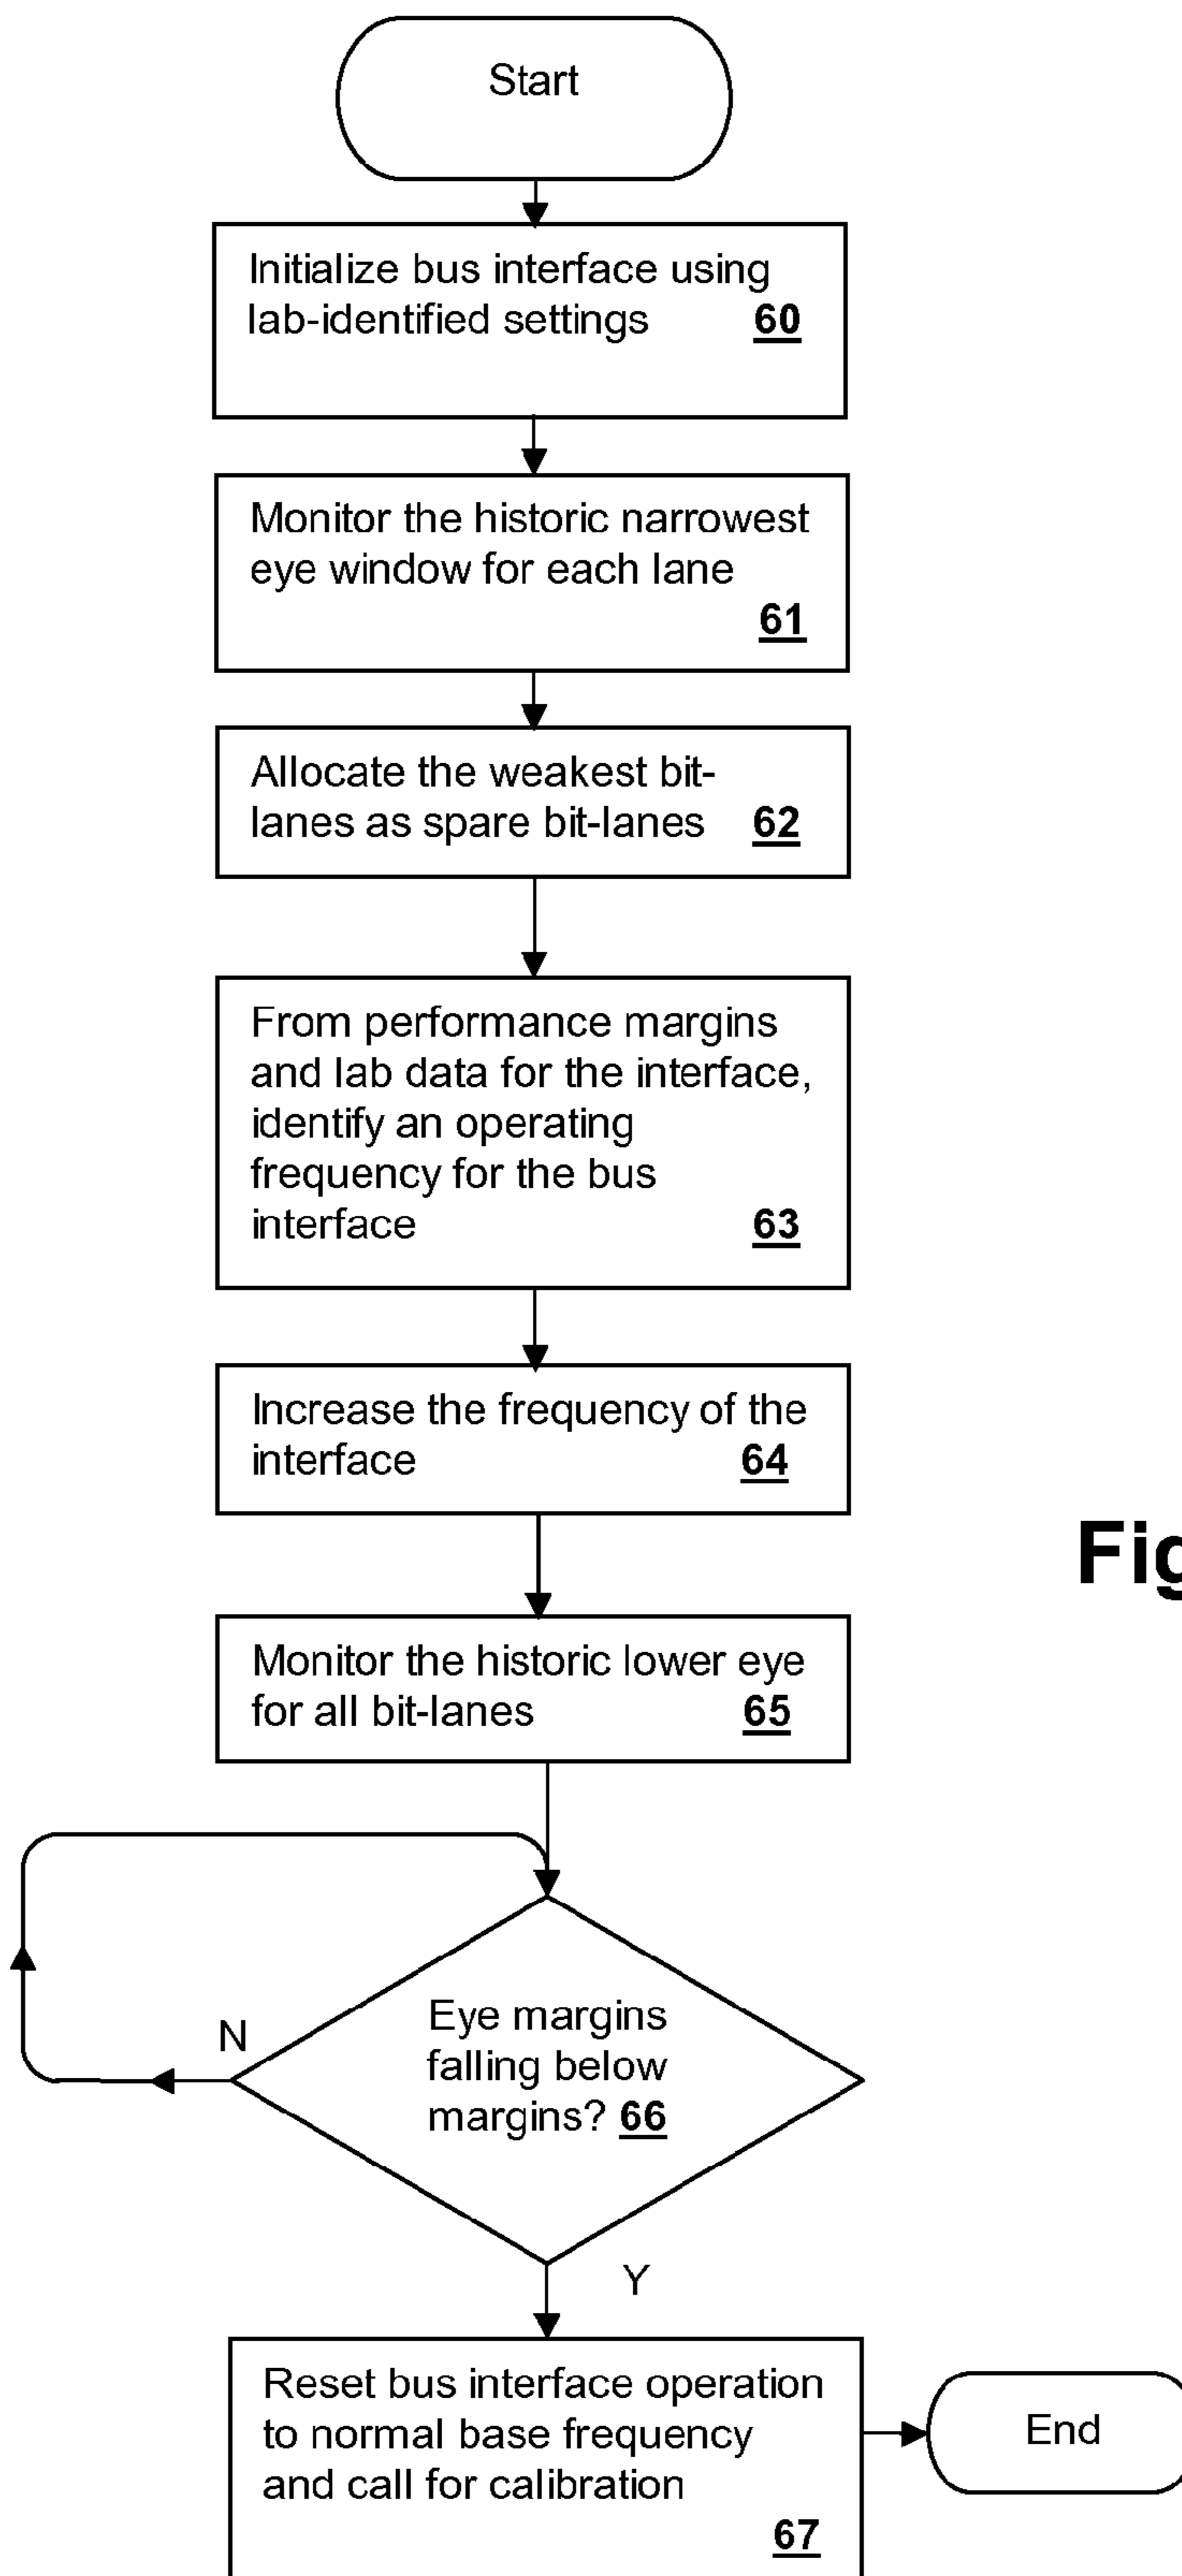 Start
Initialize bus interface using
lab-identified settings 60
Monitor the historic narrowest
eye window for each lane
61
Allocate the weakest bit-
lanes as spare bit-lanes 62
From performance margins
and lab data for the interface,
identify an operating
frequency for the bus
interface 63
Increase the frequency of the
interface 64
Fig
Monitor the historic lower eye
for all bit-lanes 65
N
Eye margins
falling below
margins? 66
Y
Reset bus interface operation
to normal base frequency
and call for calibration
67
End